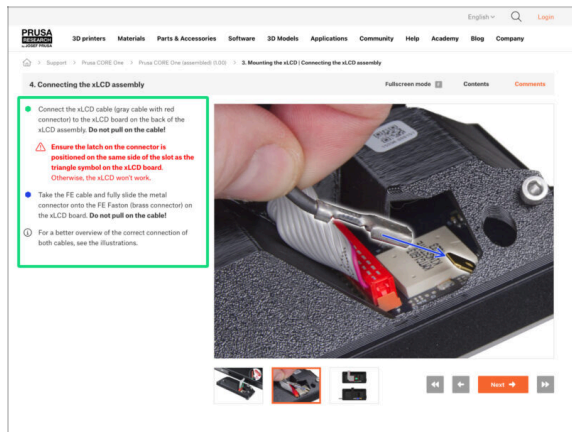 English
Login
PRUSA
RESEARCH
by JOSEF PRUSA
3D printers Materials Parts & Accessories Software 3D Models Applications Community Help Academy Blog Company
Support Prusa CORE One Prusa CORE One (assembled) (1.00) 3. Mounting the xLCD | Connecting the xLCD assembly
4. Connecting the xLCD assembly
Fullscreen mode F Contents Comments
Connect the xLCD cable (gray cable with red
connector) to the xLCD board on the back of the
xLCD assembly. Do not pull on the cable!
Ensure the latch on the connector is
positioned on the same side of the slot as the
triangle symbol on the xLCD board.
Otherwise, the xLCD won't work.
Take the FE cable and fully slide the metal
connector onto the FE Faston (brass connector) on
the xLCD board. Do not pull on the cable!
For a better overview of the correct connection of
both cables, see the illustrations.
Next